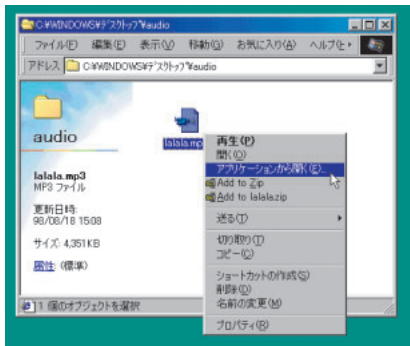 C:¥WINDOWS¥ﾃﾞｽｸﾄｯﾌﾟ¥audio
ファイル(F) 編集(E) 表示(V) 移動(G) お気に入り(A) ヘルプ(
アドレス C:¥WINDOWS¥ﾃﾞｽｸﾄｯﾌﾟ¥audio
audio
lalala.mp3
MP3 ファイル
更新日時:
98/08/18 15:08
サイズ: 4,351KB
属性: (標準)
lalala.mp
再生(P)
開く(O)
アプリケーションから開く(E)...
Add to Zip
Add to lalala.zip
送る(T)
切り取り(T)
コピー(C)
ショートカットの作成(S)
削除(D)
名前の変更(M)
プロパティ(R)
1 個のオブジェクトを選択